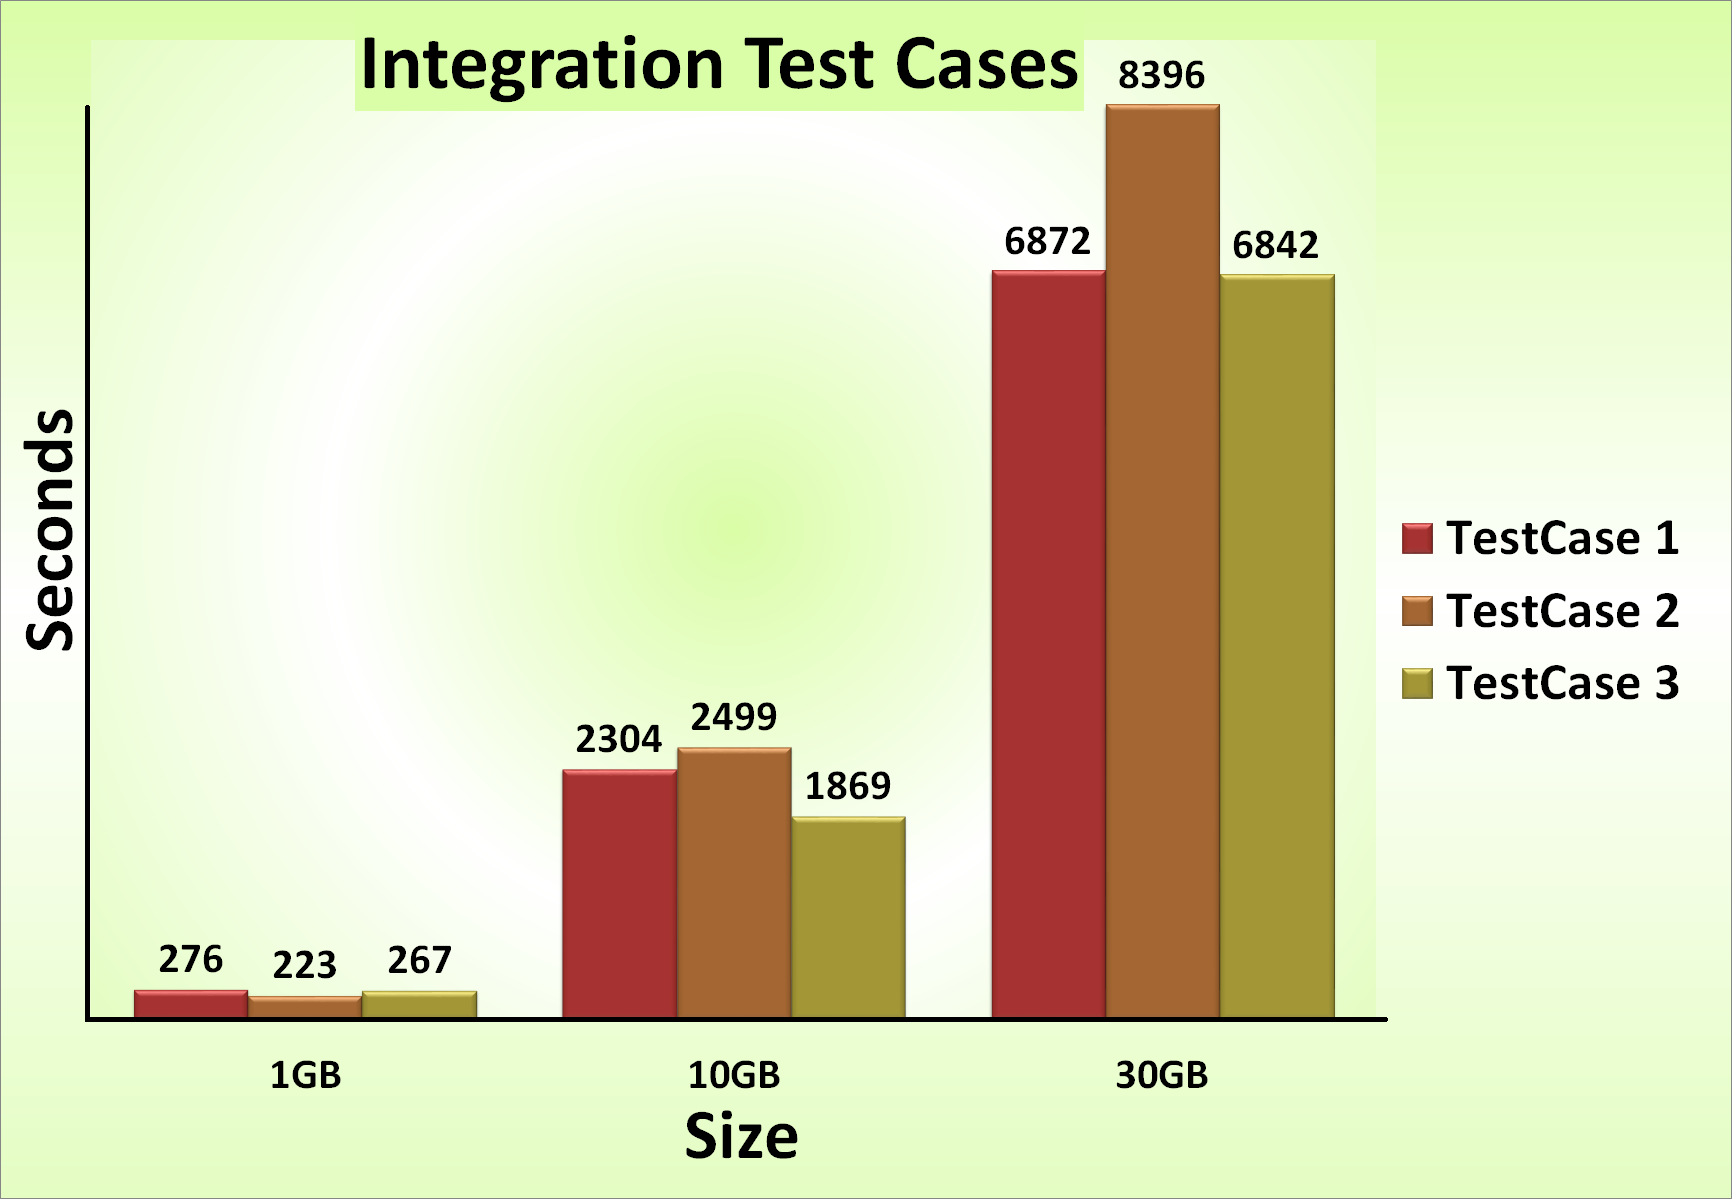 Integration Test Cases
8396
6872
6842
2304
2499
1869
276
223
267
Seconds
1GB
10GB
30GB
Size
TestCase 1
TestCase 2
TestCase 3